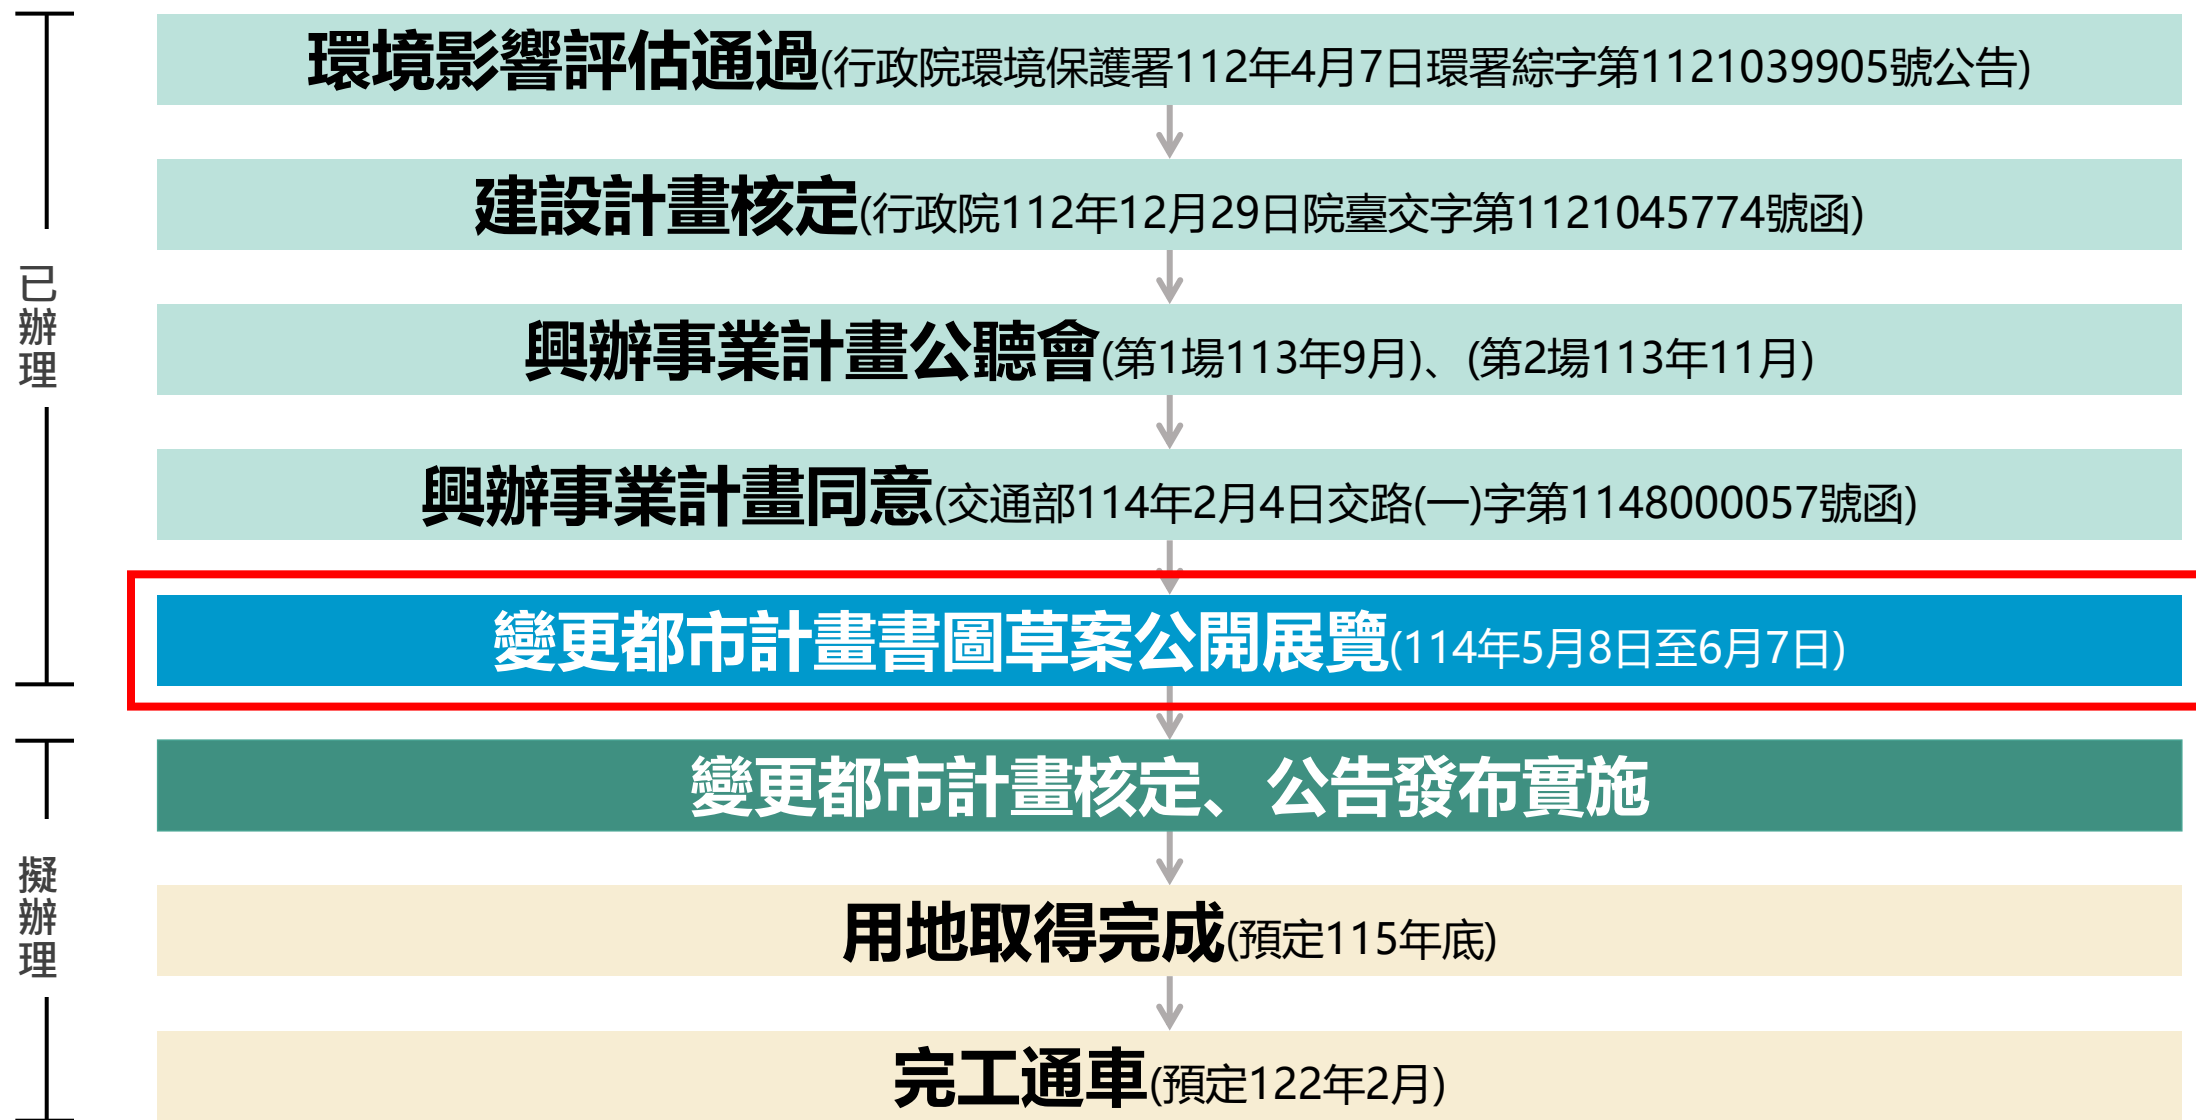 環境影響評估通過(行政院環境保護署112年4月7日環署綜字第1121039905號公告)
建設計畫核定(行政院112年12月29日院臺交字第1121045774號函)
已辦理
興辦事業計畫公聽會(第1場113年9月)、(第2場113年11月)
興辦事業計畫同意(交通部114年2月4日交路(一)字第1148000057號函)
變更都市計畫書圖草案公開展覽(114年5月8日至6月7日)
變更都市計畫核定、公告發布實施
擬辦理
用地取得完成(預定115年底)
完工通車(預定122年2月)